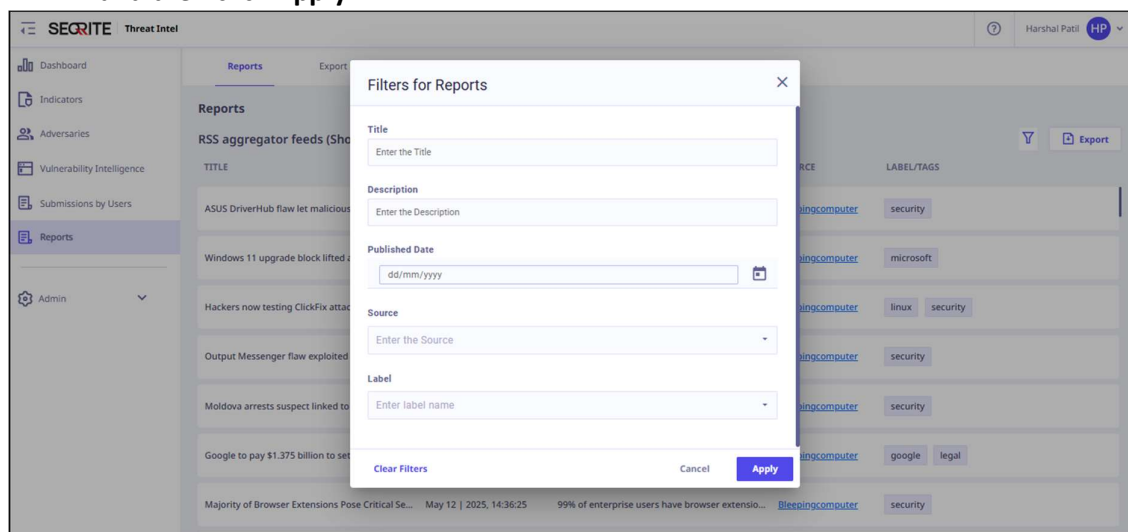 SEQRITE Threat Intel
Harshal Patil HP
Dashboard
Indicators
Adversaries
Vulnerability Intelligence
Submissions by Users
Reports
Admin
Reports Export
Reports
RSS aggregator feeds (Sho
Export
TITLE RCE LABEL/TAGS
ASUS DriverHub flaw let malicious ingcomputer security
Windows 11 upgrade block lifted a ingcomputer microsoft
Hackers now testing ClickFix attac ingcomputer linux security
Output Messenger flaw exploited ingcomputer security
Moldova arrests suspect linked to ingcomputer security
Google to pay $1.375 billion to set ingcomputer google legal
Majority of Browser Extensions Pose Critical Se... May 12 | 2025, 14:36:25 99% of enterprise users have browser extensio... Bleepingcomputer security
Filters for Reports
Title
Enter the Title
Description
Enter the Description
Published Date
dd/mm/yyyy
Source
Enter the Source
Label
Enter label name
Clear Filters Cancel Apply